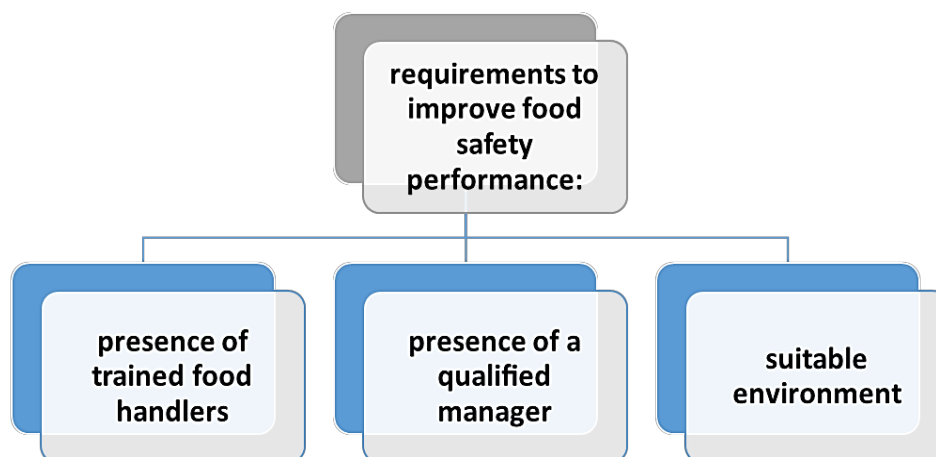 requirements to
improve food
safety
performance:
presence of
trained food
handlers
presence of a
qualified
manager
suitable
environment